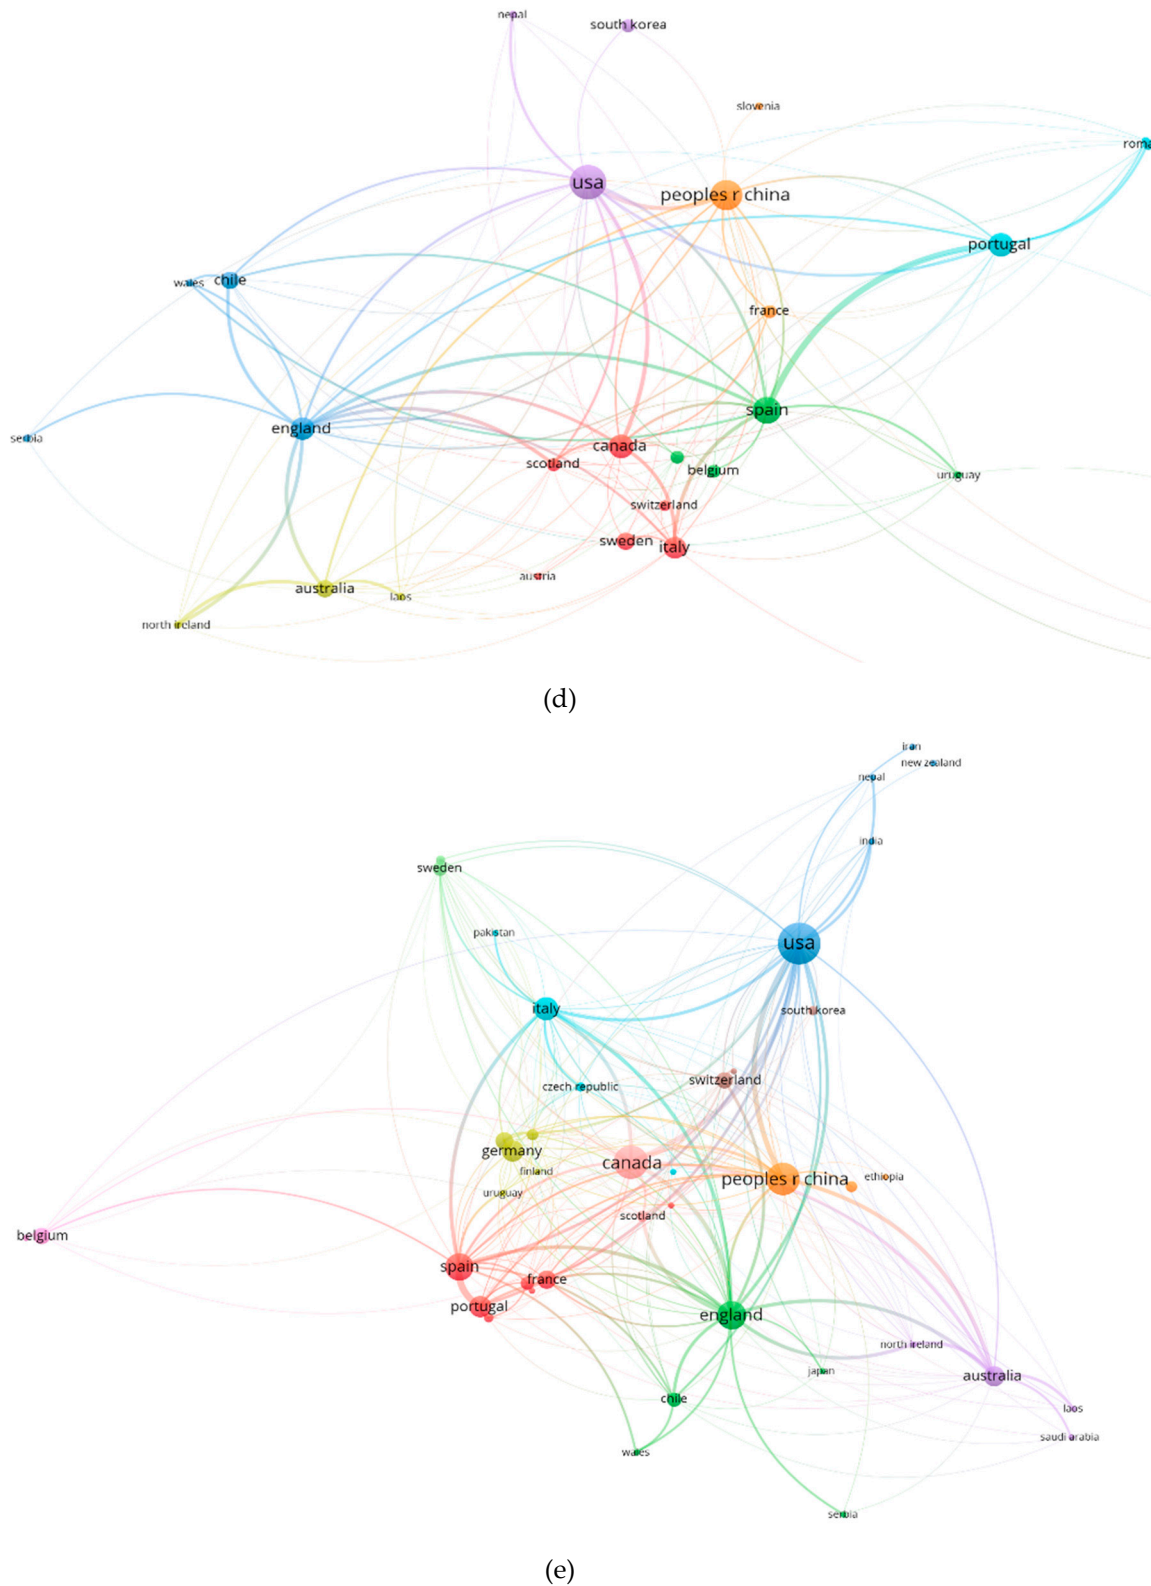 nepal
south korea
slovenia
roma
usa
peoples r china
portugal
wales
chile
france
spain
england
serbia
canada
scotland
belgium
uruguay
switzerland
sweden
italy
austria
australia
laos
north ireland
(d)
iran
new zealand
nepal
india
sweden
pakistan
usa
italy
south korea
switzerland
czech republic
germany
canada
finland
peoples r china
ethiopia
uruguay
scotland
belgium
spain
france
portugal
england
north ireland
japan
australia
chile
laos
saudi arabia
wales
serbia
(e)